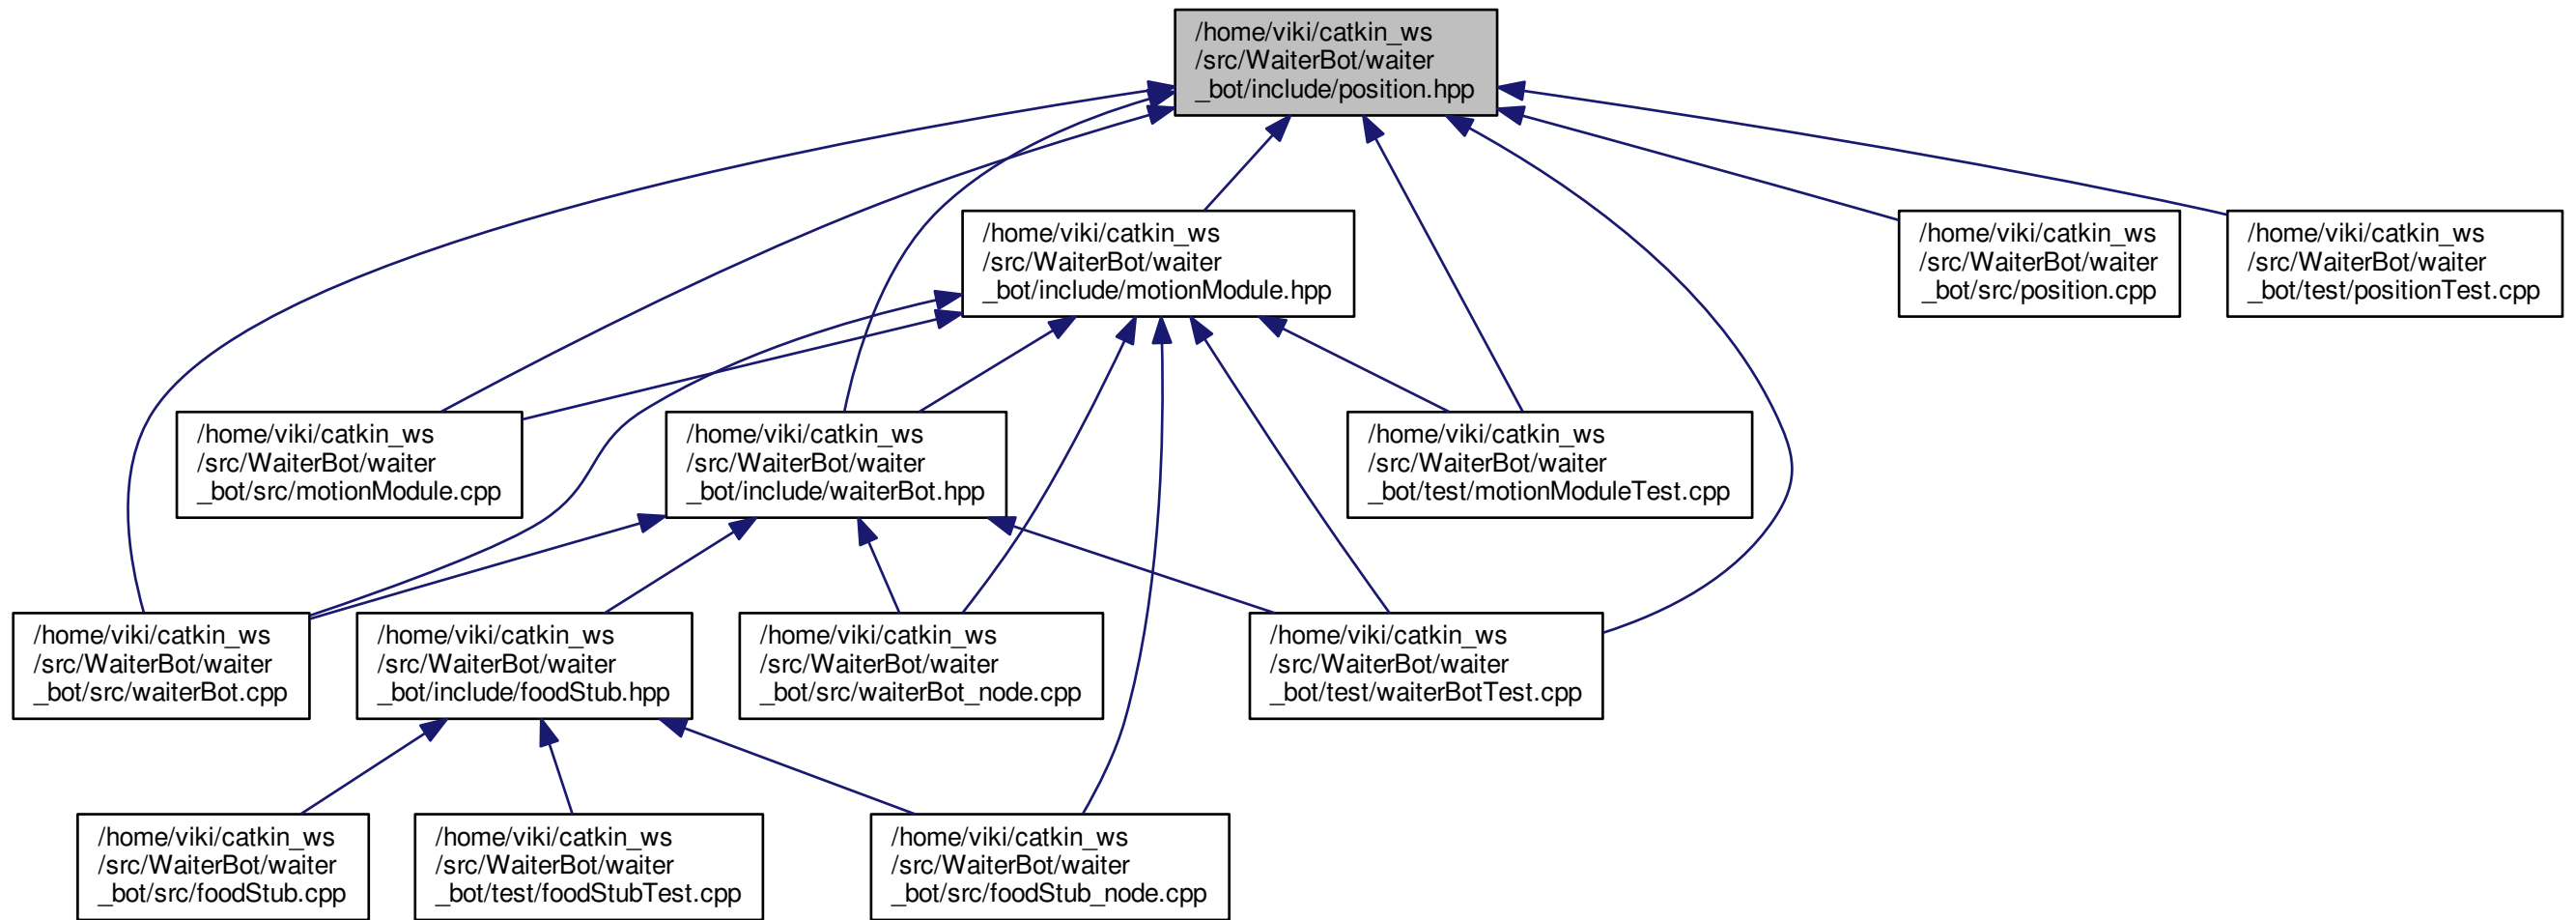 /home/viki/catkin_ws
/src/WaiterBot/waiter
_bot/include/position.hpp
/home/viki/catkin_ws
/src/WaiterBot/waiter
_bot/include/motionModule.hpp
/home/viki/catkin_ws
/src/WaiterBot/waiter
_bot/src/position.cpp
/home/viki/catkin_ws
/src/WaiterBot/waiter
_bot/test/positionTest.cpp
/home/viki/catkin_ws
/src/WaiterBot/waiter
_bot/src/motionModule.cpp
/home/viki/catkin_ws
/src/WaiterBot/waiter
_bot/include/waiterBot.hpp
/home/viki/catkin_ws
/src/WaiterBot/waiter
_bot/test/motionModuleTest.cpp
/home/viki/catkin_ws
/src/WaiterBot/waiter
_bot/src/waiterBot.cpp
/home/viki/catkin_ws
/src/WaiterBot/waiter
_bot/include/foodStub.hpp
/home/viki/catkin_ws
/src/WaiterBot/waiter
_bot/src/waiterBot_node.cpp
/home/viki/catkin_ws
/src/WaiterBot/waiter
_bot/test/waiterBotTest.cpp
/home/viki/catkin_ws
/src/WaiterBot/waiter
_bot/src/foodStub.cpp
/home/viki/catkin_ws
/src/WaiterBot/waiter
_bot/test/foodStubTest.cpp
/home/viki/catkin_ws
/src/WaiterBot/waiter
_bot/src/foodStub_node.cpp